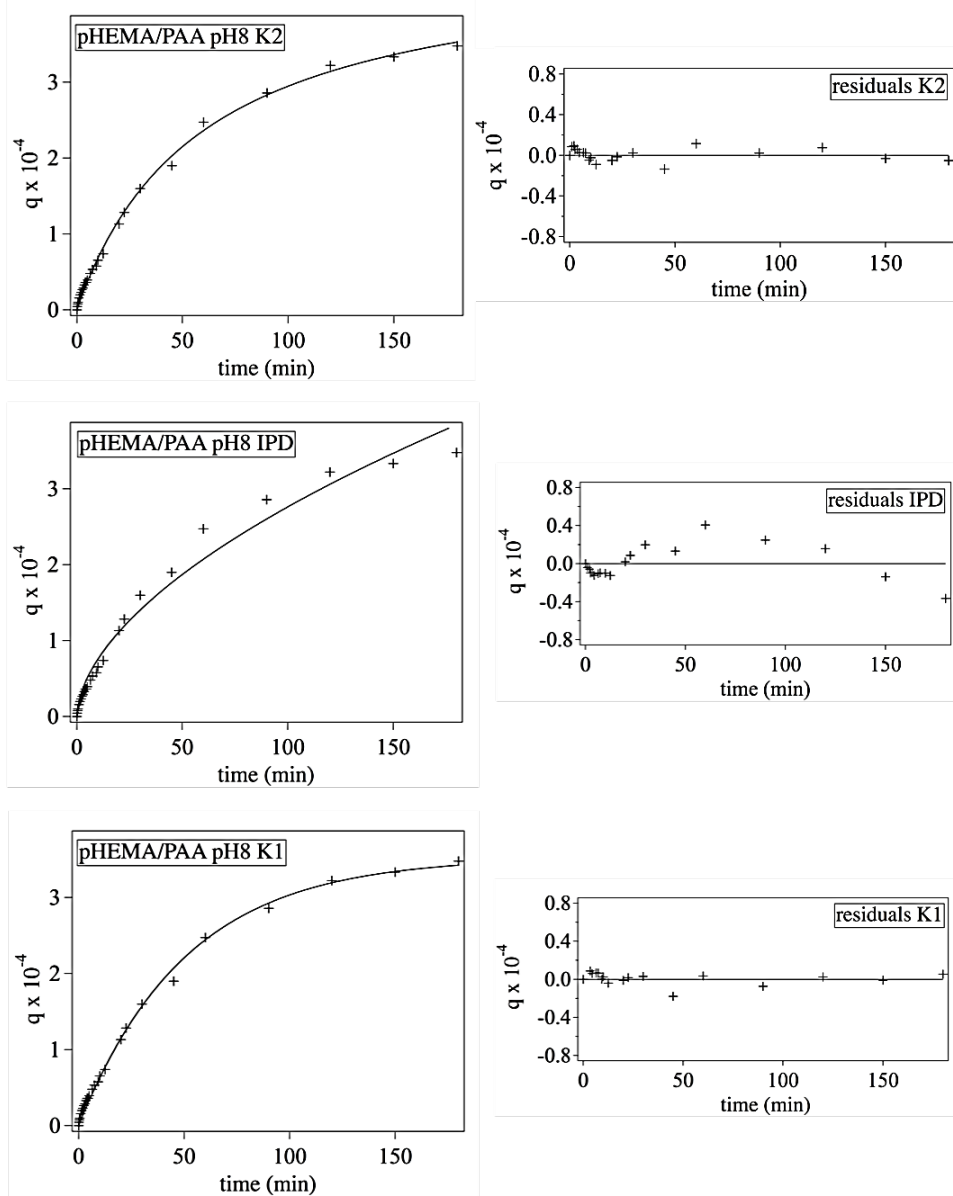 pHEMA/PAA pH8 K2
3
2
1
0
q x 10-4
0 50 100 150
time (min)
residuals K2
0.8
0.4
0.0
-0.4
-0.8
q x 10-4
0 50 100 150
time (min)
pHEMA/PAA pH8 IPD
3
2
1
0
q x 10-4
0 50 100 150
time (min)
residuals IPD
0.8
0.4
0.0
-0.4
-0.8
q x 10-4
0 50 100 150
time (min)
pHEMA/PAA pH8 K1
3
2
1
0
q x 10-4
0 50 100 150
time (min)
residuals K1
0.8
0.4
0.0
-0.4
-0.8
q x 10-4
0 50 100 150
time (min)